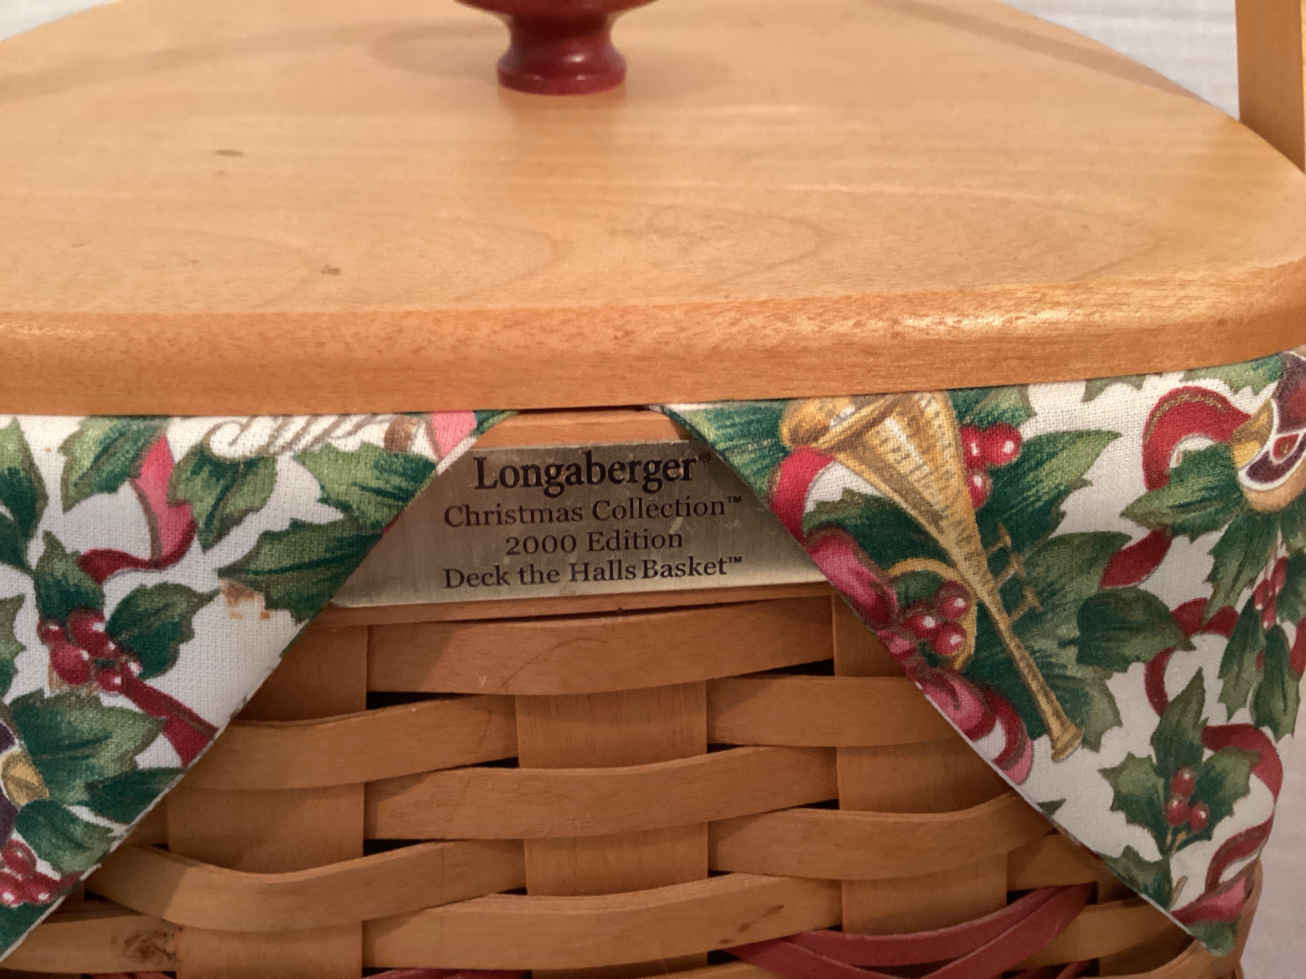 Longaberger®
Christmas Collection™
2000 Edition
Deck the Halls Basket™